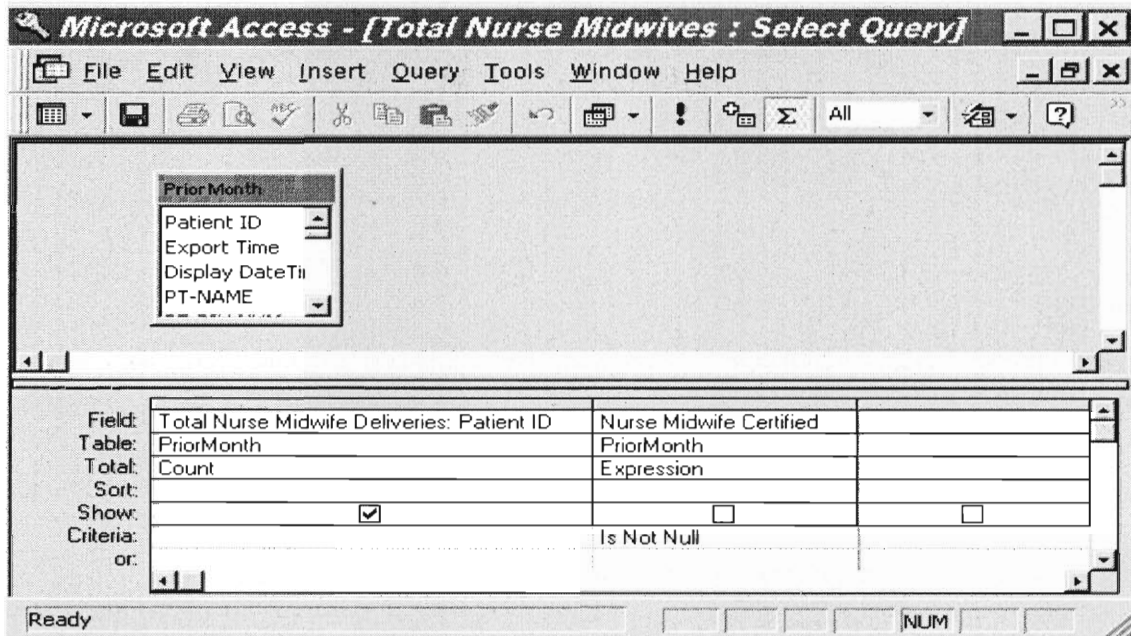 Microsoft Access - [Total Nurse Midwives : Select Query]
File Edit View Insert Query Tools Window Help
ABC All
PriorMonth
Patient ID
Export Time
Display DateTi
PT-NAME
Field: Total Nurse Midwife Deliveries: Patient ID Nurse Midwife Certified
Table: PriorMonth PriorMonth
Total: Count Expression
Sort:
Show:
Criteria: Is Not Null
or:
Ready NUM